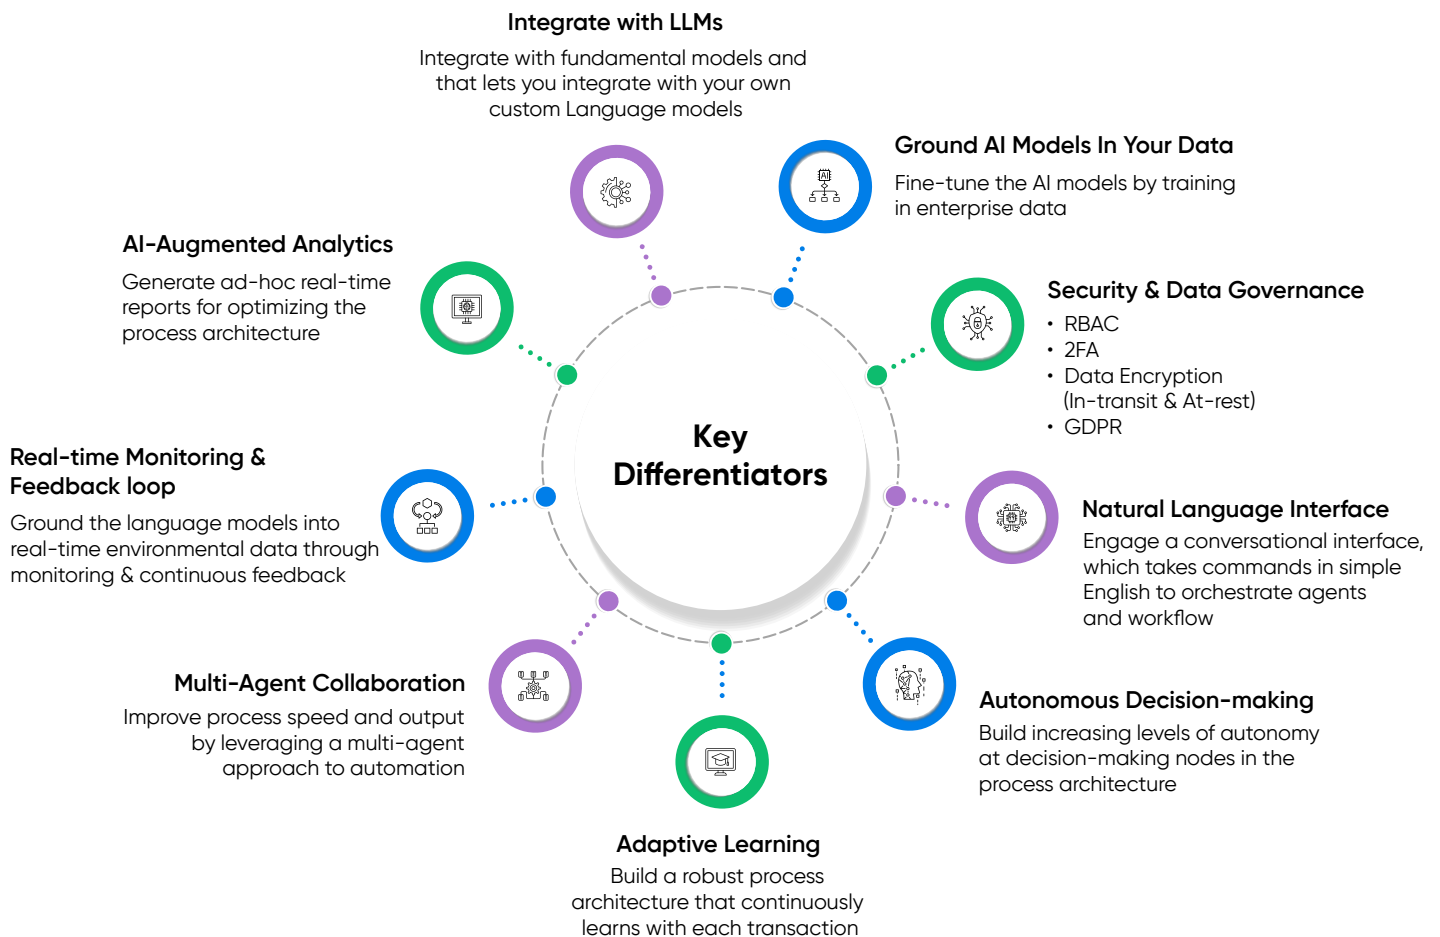 Integrate with LLMs
Integrate with fundamental models and
that lets you integrate with your own
custom Language models
Ground AI Models In Your Data
Fine-tune the AI models by training
in enterprise data
AI
Security & Data Governance
• RBAC
• 2FA
• Data Encryption
(In-transit & At-rest)
• GDPR
Natural Language Interface
Engage a conversational interface,
which takes commands in simple
English to orchestrate agents
and workflow
Autonomous Decision-making
Build increasing levels of autonomy
at decision-making nodes in the
process architecture
Adaptive Learning
Build a robust process
architecture that continuously
learns with each transaction
Multi-Agent Collaboration
Improve process speed and output
by leveraging a multi-agent
approach to automation
Real-time Monitoring &
Feedback loop
Ground the language models into
real-time environmental data through
monitoring & continuous feedback
AI-Augmented Analytics
Generate ad-hoc real-time
reports for optimizing the
process architecture
Key
Differentiators